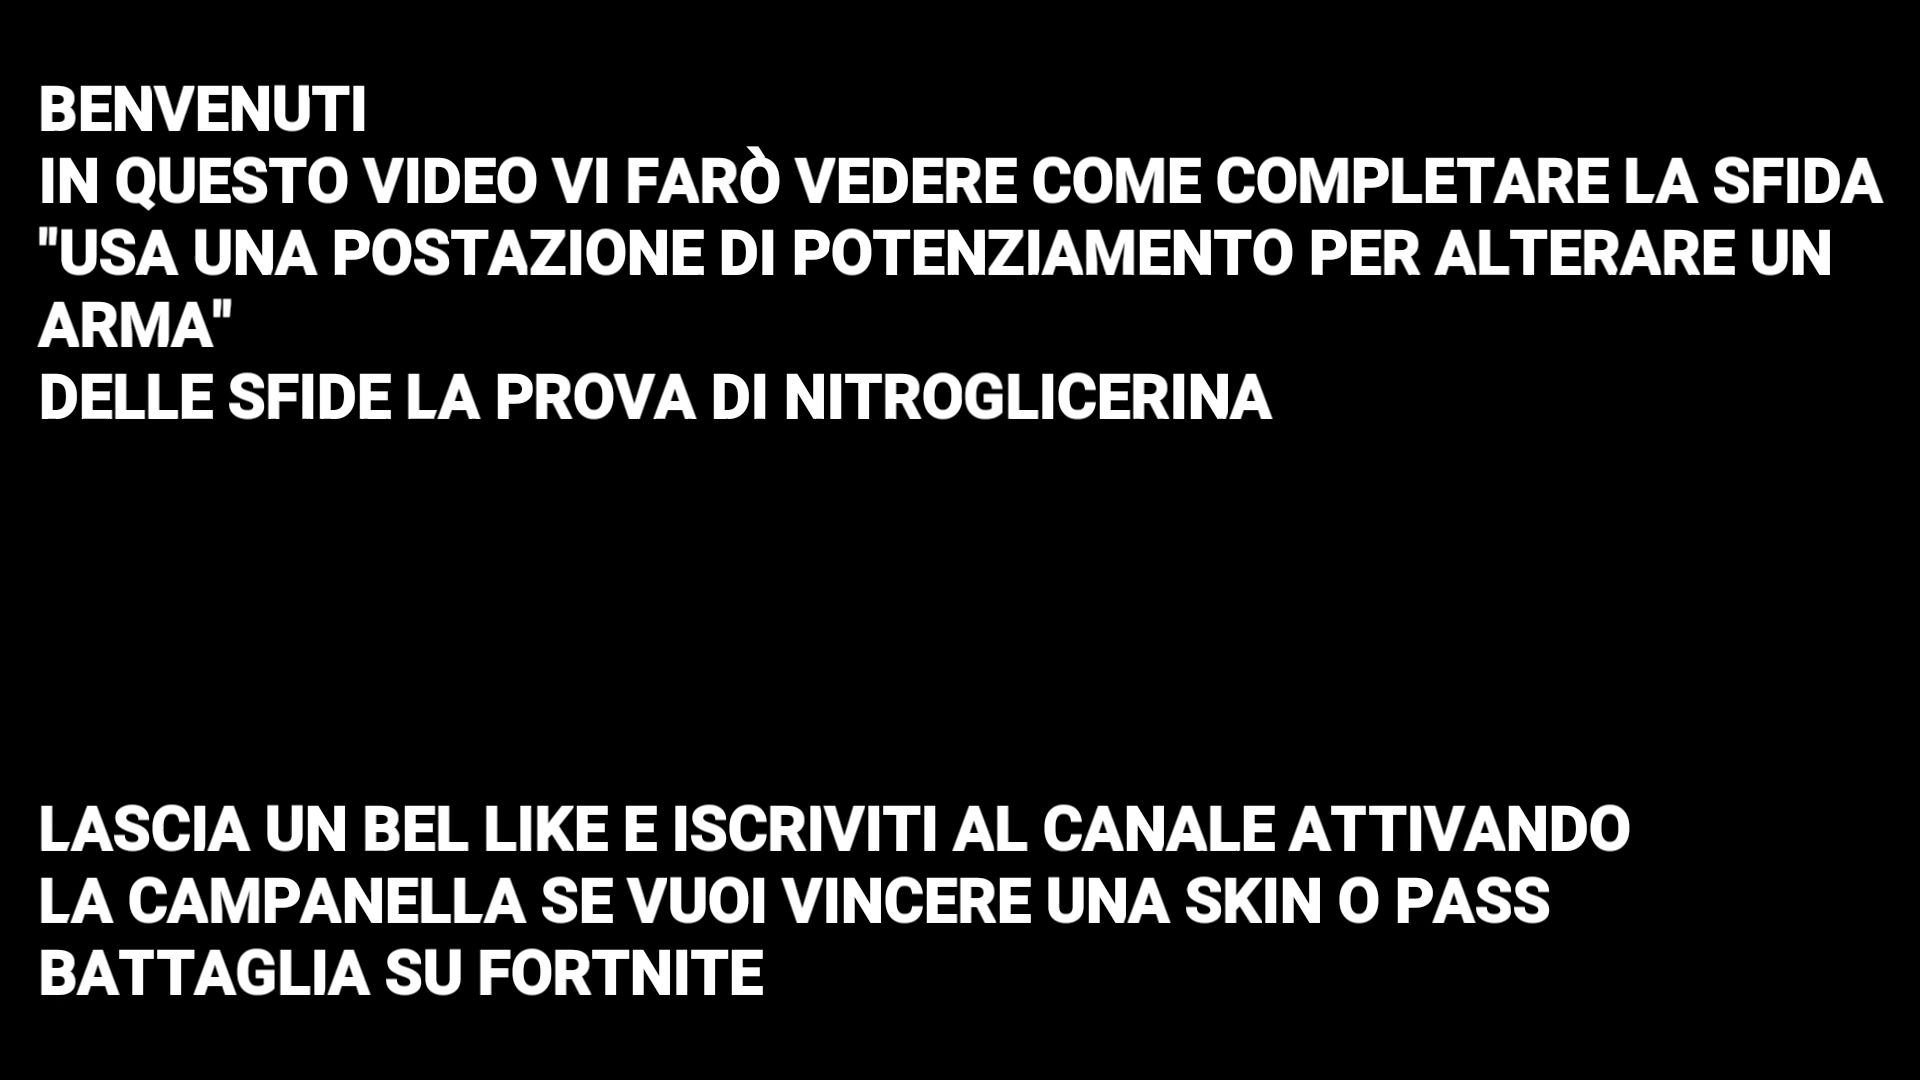 BENVENUTI
IN QUESTO VIDEO VI FARÒ VEDERE COME COMPLETARE LA SFIDA
"USA UNA POSTAZIONE DI POTENZIAMENTO PER ALTERARE UN
ARMA"
DELLE SFIDE LA PROVA DI NITROGLICERINA
LASCIA UN BEL LIKE E ISCRIVITI AL CANALE ATTIVANDO
LA CAMPANELLA SE VUOI VINCERE UNA SKIN O PASS
BATTAGLIA SU FORTNITE